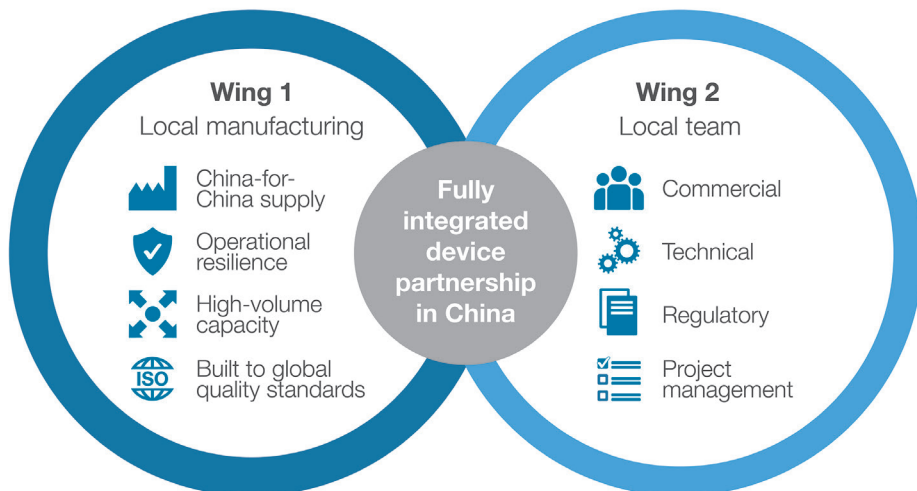 Wing 1
Local manufacturing
China-for-
China supply
Operational
resilience
High-volume
capacity
ISO
Built to global
quality standards
Fully
integrated
device
partnership
in China
Wing 2
Local team
Commercial
Technical
Regulatory
Project
management